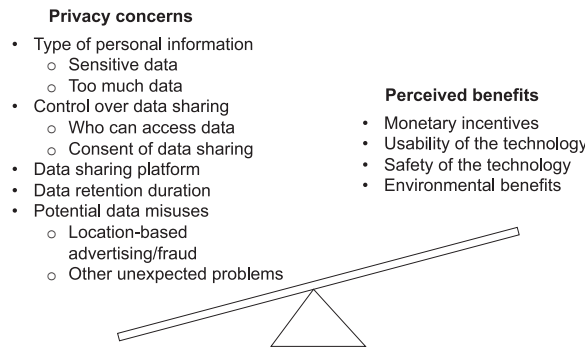 Privacy concerns
• Type of personal information
o Sensitive data
o Too much data
• Control over data sharing
o Who can access data
o Consent of data sharing
• Data sharing platform
• Data retention duration
• Potential data misuses
o Location-based
advertising/fraud
o Other unexpected problems
Perceived benefits
• Monetary incentives
• Usability of the technology
• Safety of the technology
• Environmental benefits